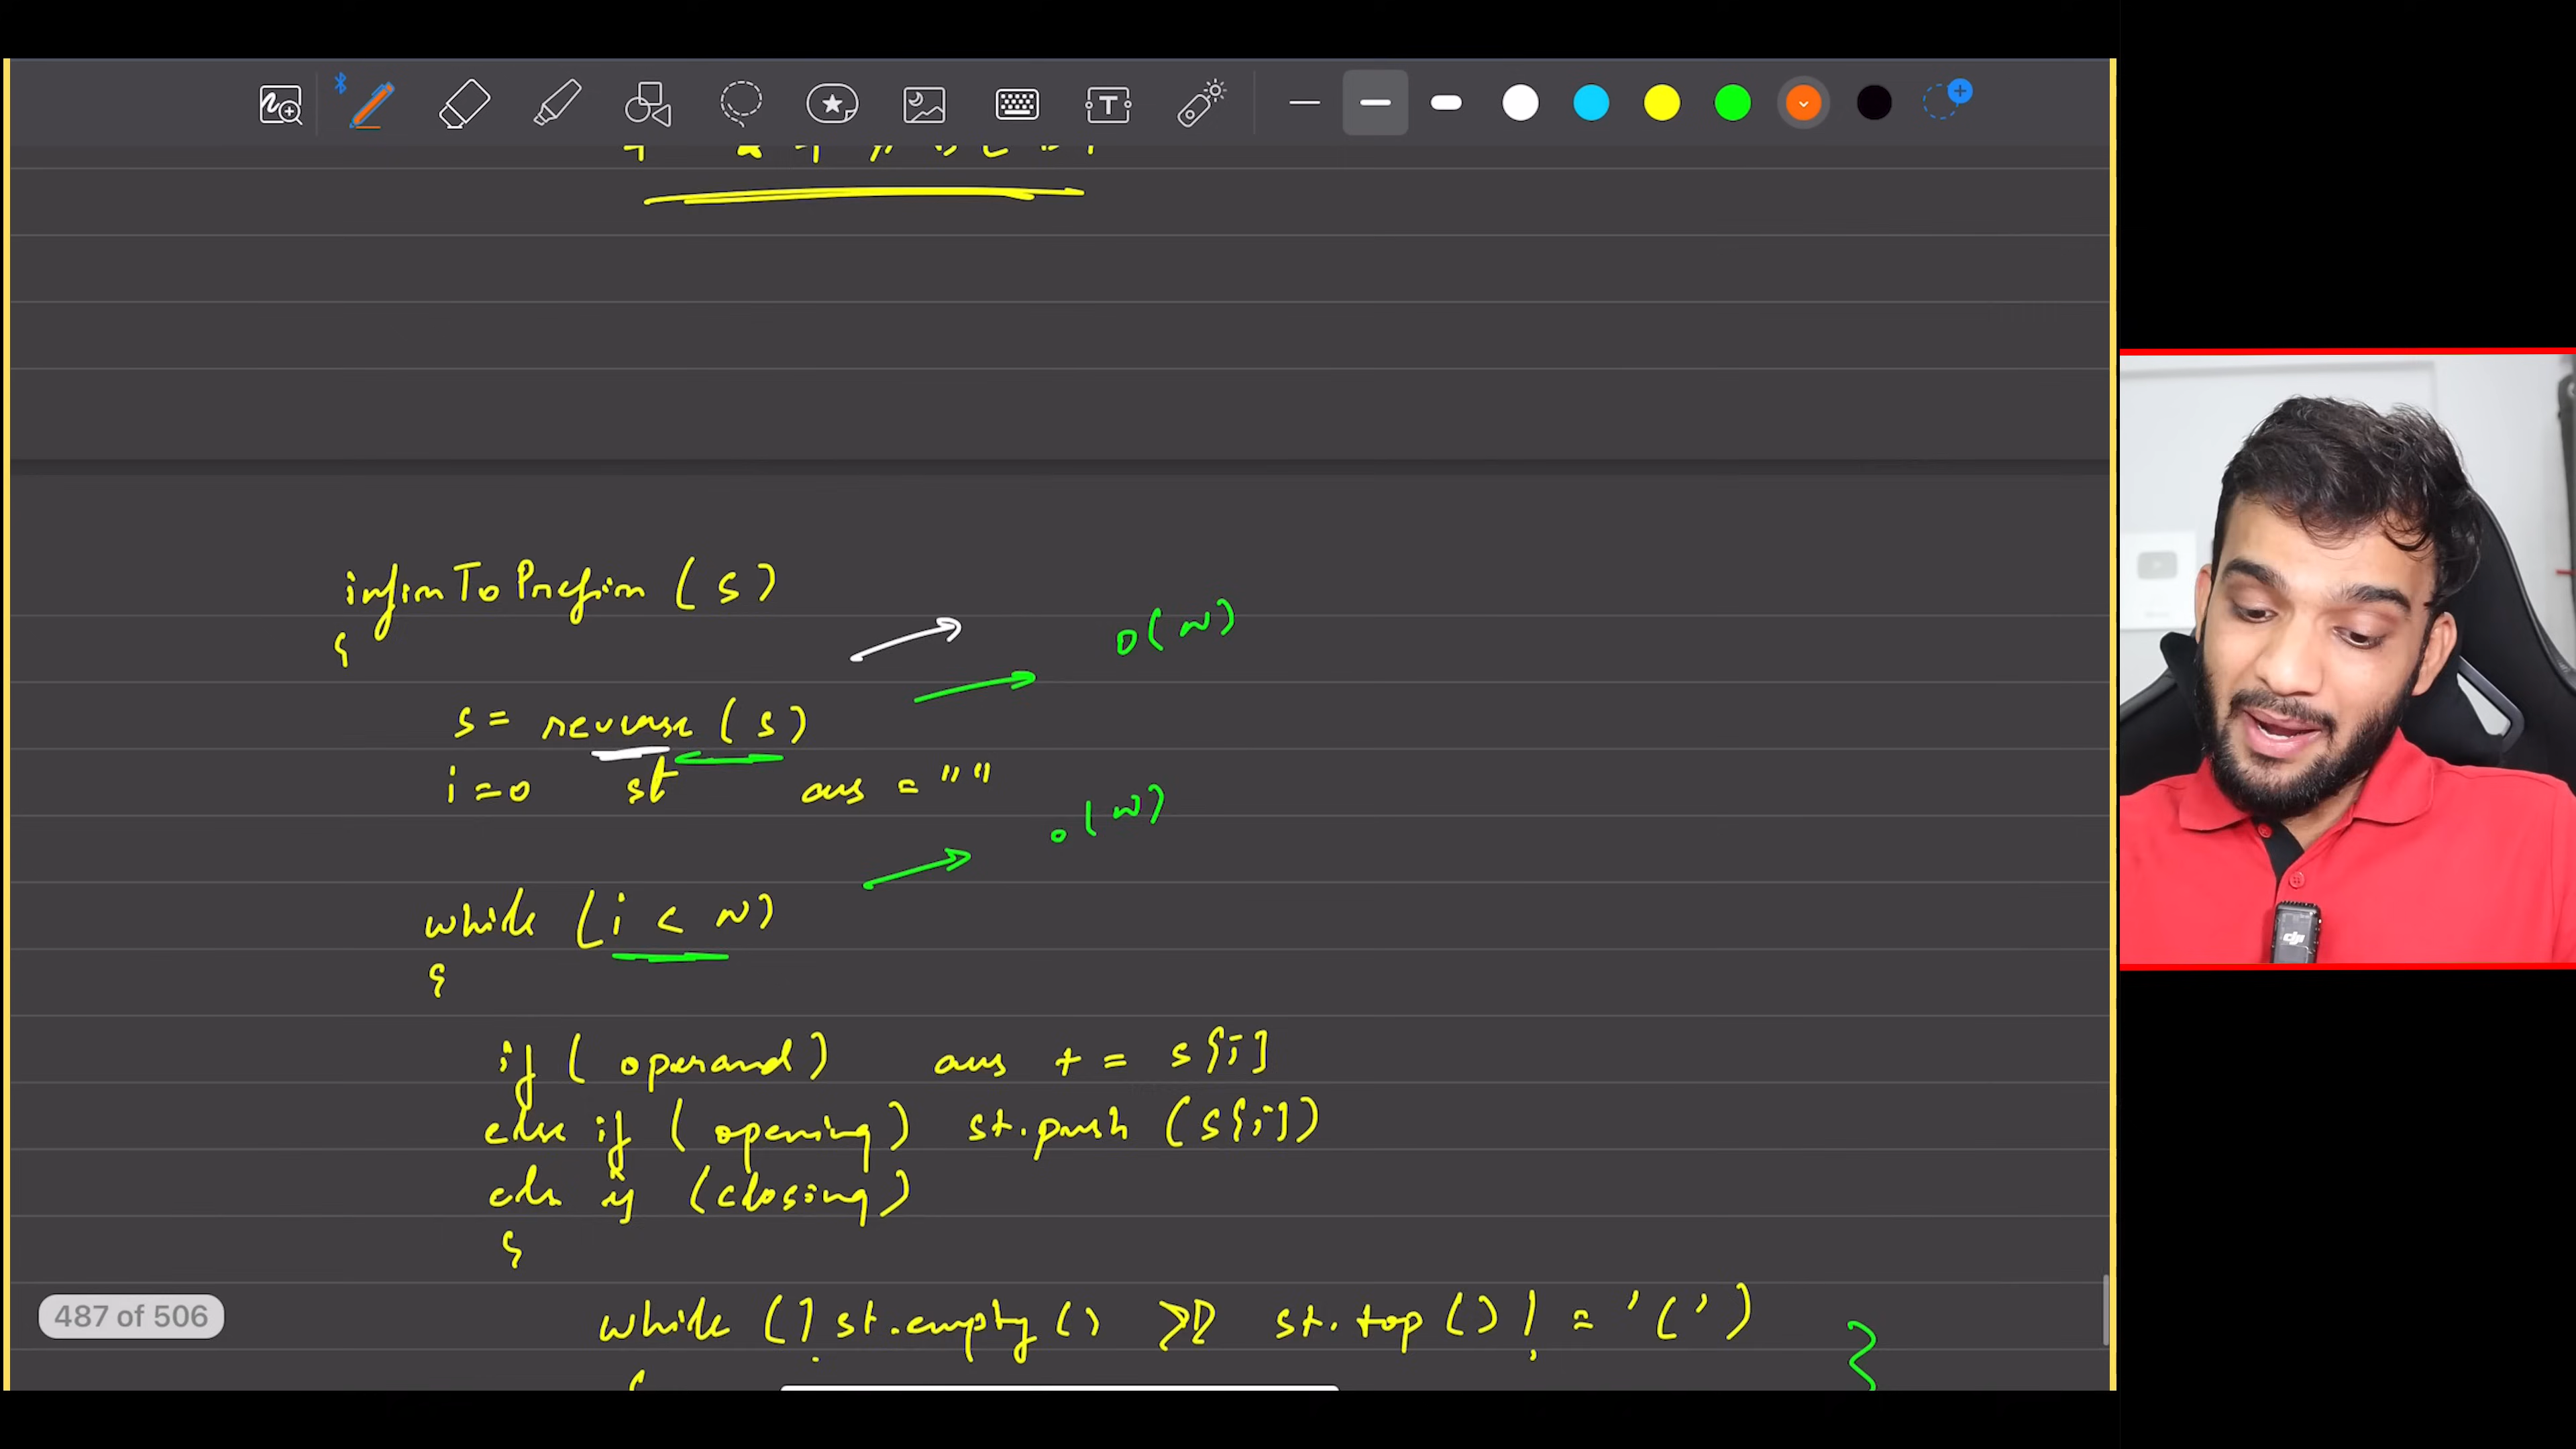 infixToPrefix (s)
{
O(N)
s = reverse (s)
i=0 st ans = ""
O(N)
while (i < N)
{
if ( operand) ans + = s[i]
else if ( opening) st.push (s[i])
else if (closing)
{
while (! st.empty () && st.top() ! = '(')
{
487 of 506